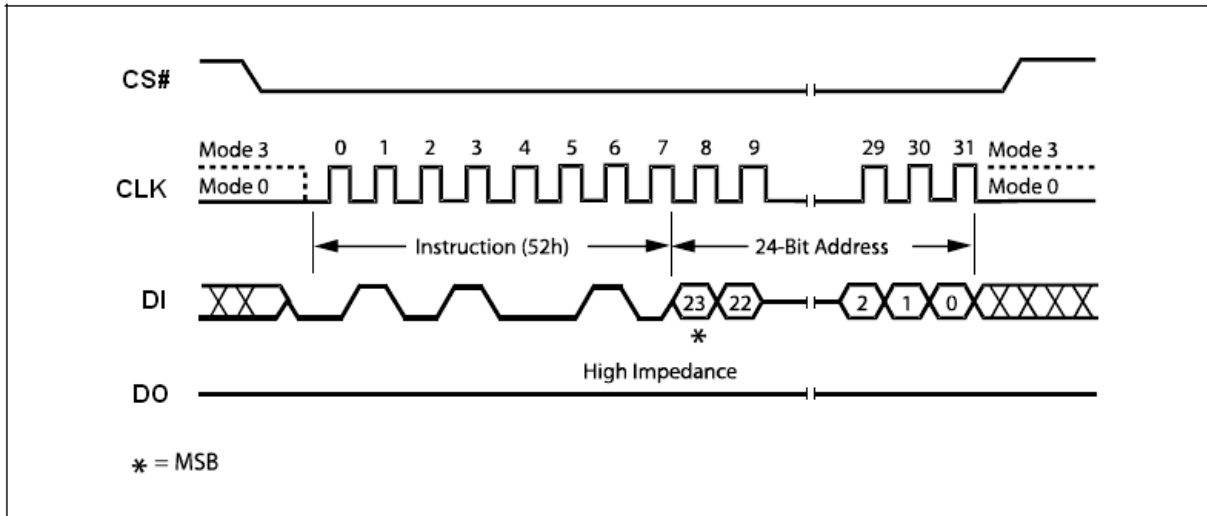 CS#
Mode 3 0 1 2 3 4 5 6 7 8 9 29 30 31 Mode 3
CLK Mode 0 Mode 0
Instruction (52h) 24-Bit Address
DI 23 22 2 1 0
*
High Impedance
DO
* = MSB